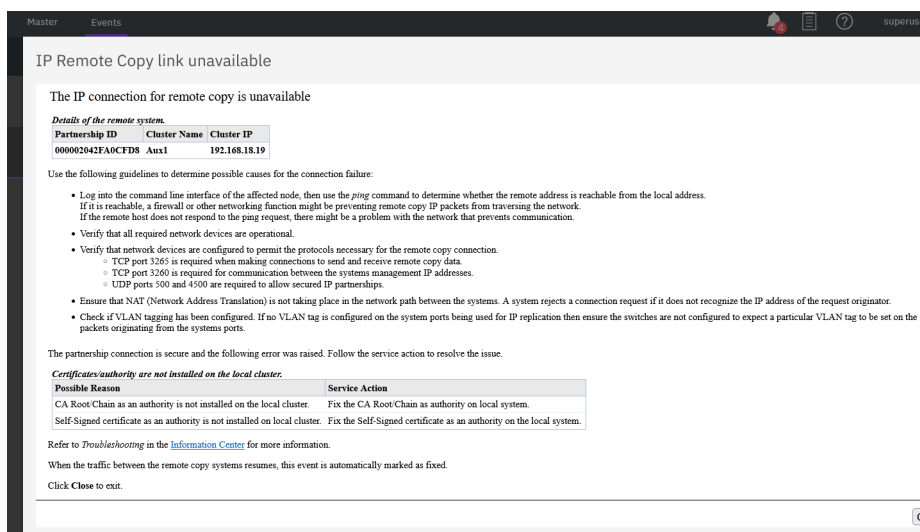 Master Events 4 superus
IP Remote Copy link unavailable
The IP connection for remote copy is unavailable
Details of the remote system.
Partnership ID Cluster Name Cluster IP
000002042FA0CFD8 Aux1 192.168.18.19
Use the following guidelines to determine possible causes for the connection failure:
• Log into the command line interface of the affected node, then use the ping command to determine whether the remote address is reachable from the local address.
If it is reachable, a firewall or other networking function might be preventing remote copy IP packets from traversing the network.
If the remote host does not respond to the ping request, there might be a problem with the network that prevents communication.
• Verify that all required network devices are operational.
• Verify that network devices are configured to permit the protocols necessary for the remote copy connection.
○ TCP port 3265 is required when making connections to send and receive remote copy data.
○ TCP port 3260 is required for communication between the systems management IP addresses.
○ UDP ports 500 and 4500 are required to allow secured IP partnerships.
• Ensure that NAT (Network Address Translation) is not taking place in the network path between the systems. A system rejects a connection request if it does not recognize the IP address of the request originator.
• Check if VLAN tagging has been configured. If no VLAN tag is configured on the system ports being used for IP replication then ensure the switches are not configured to expect a particular VLAN tag to be set on the
packets originating from the systems ports.
The partnership connection is secure and the following error was raised. Follow the service action to resolve the issue.
Certificates/authority are not installed on the local cluster.
Possible Reason Service Action
CA Root/Chain as an authority is not installed on the local cluster. Fix the CA Root/Chain as authority on local system.
Self-Signed certificate as an authority is not installed on local cluster. Fix the Self-Signed certificate as an authority on the local system.
Refer to Troubleshooting in the Information Center for more information.
When the traffic between the remote copy systems resumes, this event is automatically marked as fixed.
Click Close to exit.